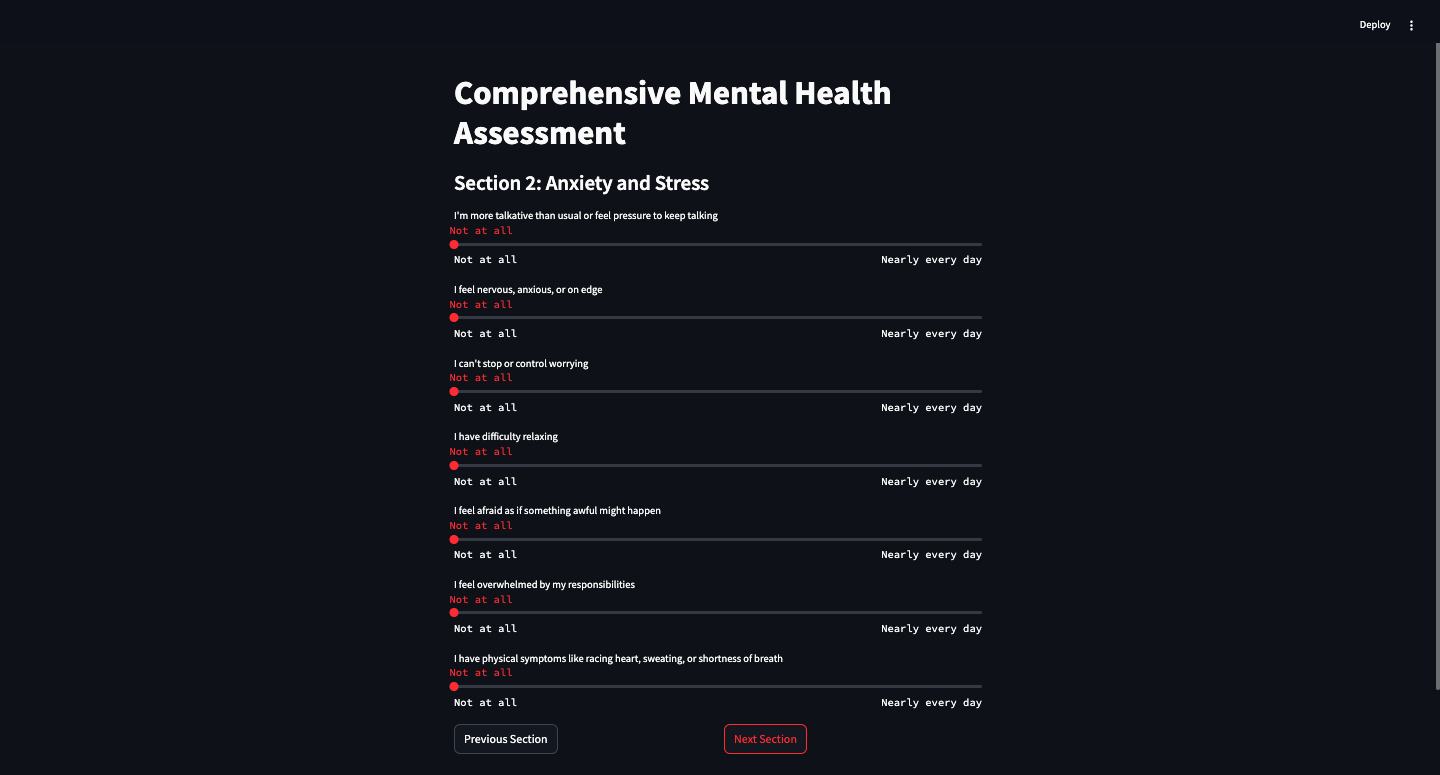 Deploy
Comprehensive Mental Health
Assessment
Section 2: Anxiety and Stress
I'm more talkative than usual or feel pressure to keep talking
Not at all
Not at all Nearly every day
I feel nervous, anxious, or on edge
Not at all
Not at all Nearly every day
I can't stop or control worrying
Not at all
Not at all Nearly every day
I have difficulty relaxing
Not at all
Not at all Nearly every day
I feel afraid as if something awful might happen
Not at all
Not at all Nearly every day
I feel overwhelmed by my responsibilities
Not at all
Not at all Nearly every day
I have physical symptoms like racing heart, sweating, or shortness of breath
Not at all
Not at all Nearly every day
Previous Section Next Section